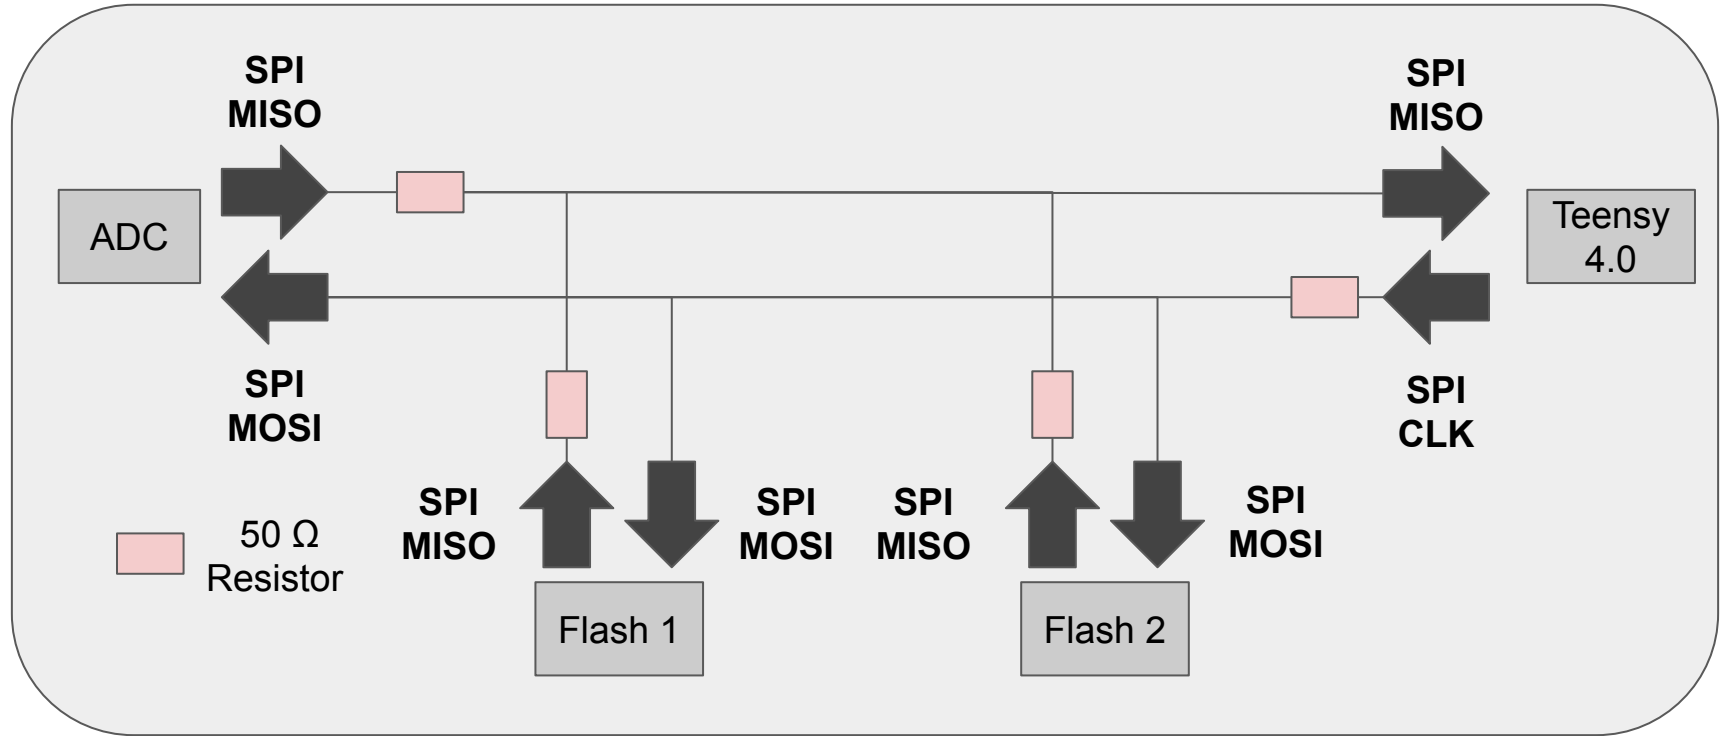 SPI
MISO
SPI
MISO
ADC
Teensy
4.0
SPI
MOSI
SPI
CLK
SPI
MISO
SPI
MOSI
SPI
MISO
SPI
MOSI
50 Ω
Resistor
Flash 1
Flash 2